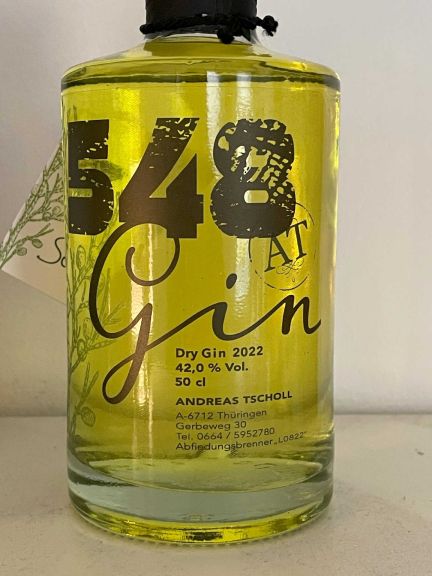 548
AT
Gin
Dry Gin 2022
42,0 % Vol.
50 cl
ANDREAS TSCHOLL
A-6712 Thüringen
Gerbeweg 30
Tel. 0664 / 5952780
Abfindungsbrenner „L0822"